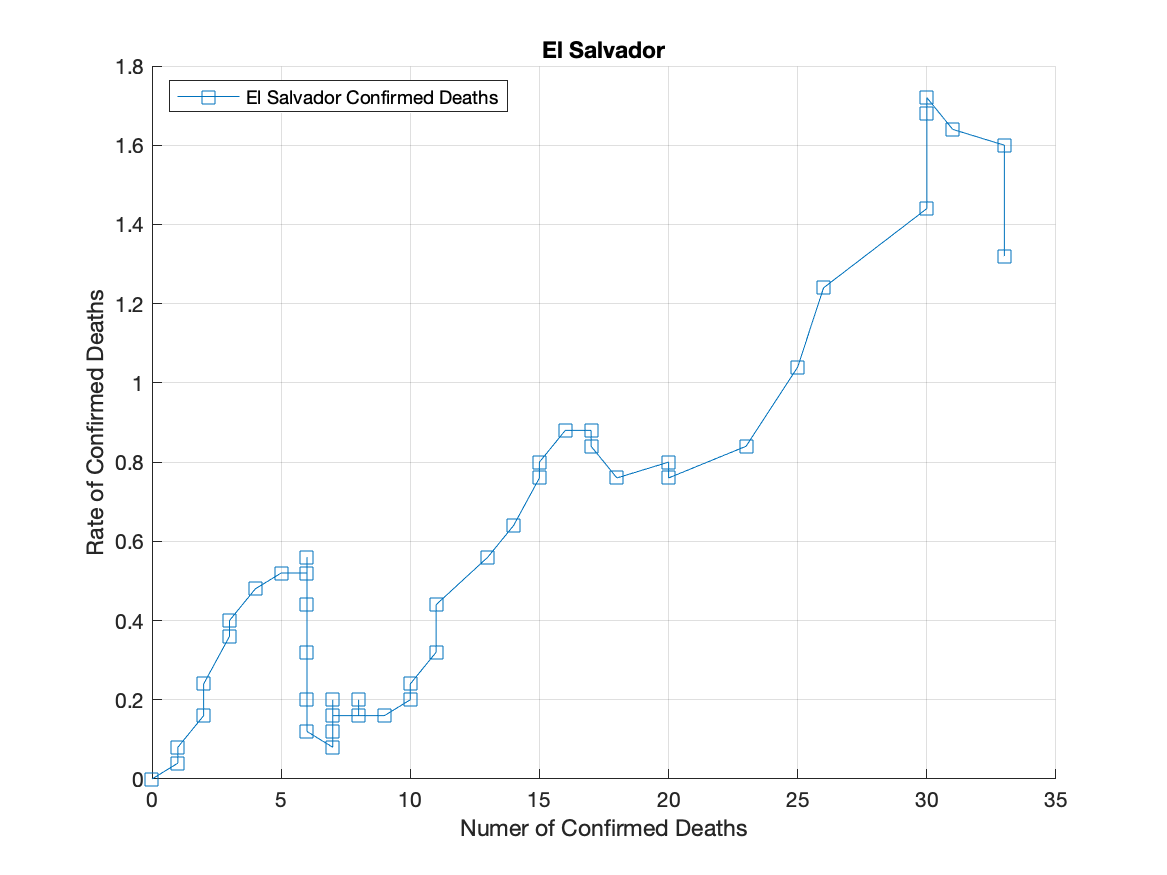 El Salvador
El Salvador Confirmed Deaths
Rate of Confirmed Deaths
1.8
1.6
1.4
1.2
1
0.8
0.6
0.4
0.2
0
0 5 10 15 20 25 30 35
Numer of Confirmed Deaths